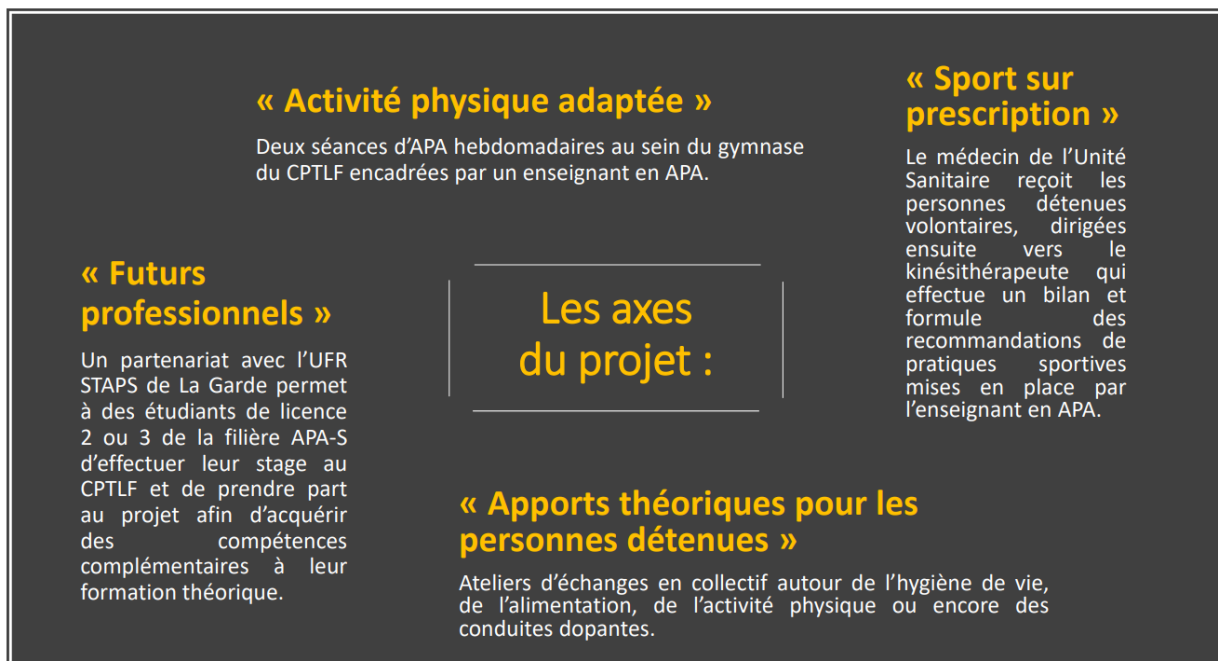 « Activité physique adaptée »
Deux séances d’APA hebdomadaires au sein du gymnase
du CPTLF encadrées par un enseignant en APA.
« Sport sur
prescription »
Le médecin de l’Unité
Sanitaire reçoit les
personnes détenues
volontaires, dirigées
ensuite vers le
kinésithérapeute qui
effectue un bilan et
formule des
recommandations de
pratiques sportives
mises en place par
l’enseignant en APA.
« Futurs
professionnels »
Un partenariat avec l’UFR
STAPS de La Garde permet
à des étudiants de licence
2 ou 3 de la filière APA-S
d’effectuer leur stage au
CPTLF et de prendre part
au projet afin d’acquérir
des compétences
complémentaires à leur
formation théorique.
Les axes
du projet :
« Apports théoriques pour les
personnes détenues »
Ateliers d’échanges en collectif autour de l’hygiène de vie,
de l’alimentation, de l’activité physique ou encore des
conduites dopantes.